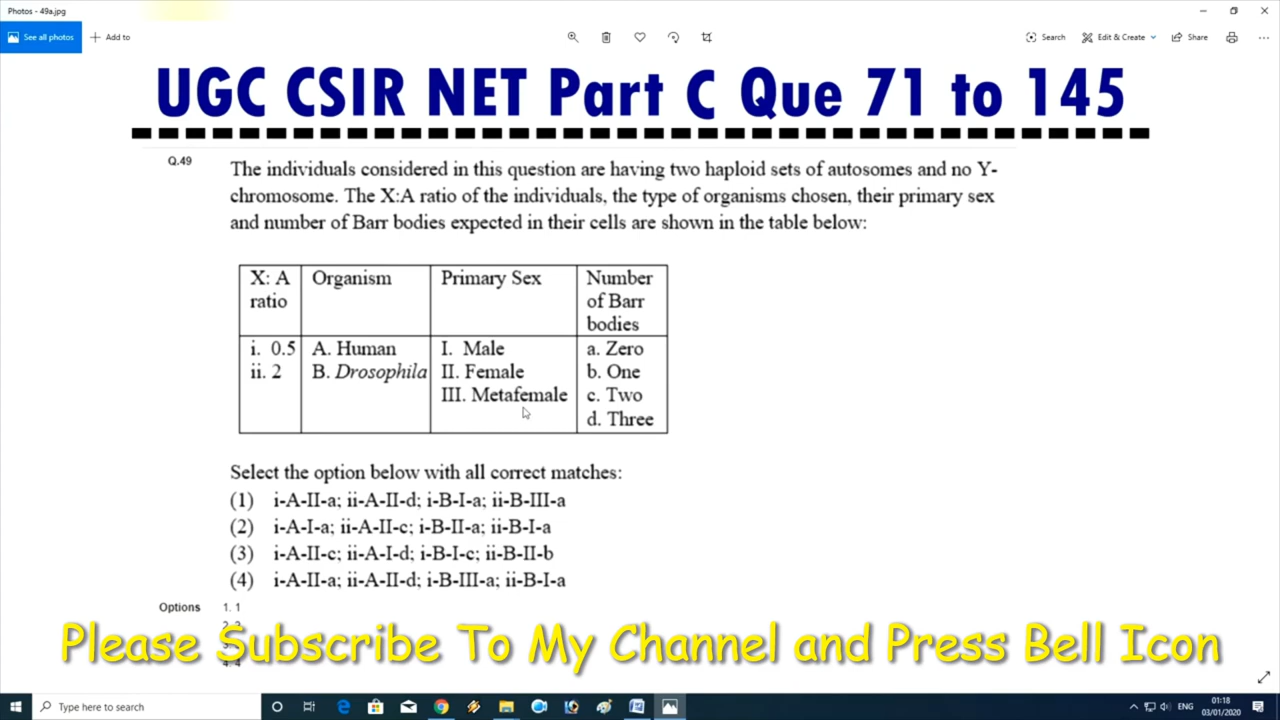 Photos - 49a.jpg
See all photos
Add to
Search
Edit & Create
Share
UGC CSIR NET Part C Que 71 to 145
Q.49
The individuals considered in this question are having two haploid sets of autosomes and no Y-
chromosome. The X:A ratio of the individuals, the type of organisms chosen, their primary sex
and number of Barr bodies expected in their cells are shown in the table below:
X: A ratio
Organism
Primary Sex
Number of Barr bodies
i. 0.5
A. Human
I. Male
a. Zero
ii. 2
B. Drosophila
II. Female
b. One
III. Metafemale
c. Two
d. Three
Select the option below with all correct matches:
(1) i-A-II-a; ii-A-II-d; i-B-I-a; ii-B-III-a
(2) i-A-I-a; ii-A-II-c; i-B-II-a; ii-B-I-a
(3) i-A-II-c; ii-A-I-d; i-B-I-c; ii-B-II-b
(4) i-A-II-a; ii-A-II-d; i-B-III-a; ii-B-I-a
Options
1. 1
4. 4
Please Subscribe To My Channel and Press Bell Icon
Type here to search
ENG
01:18
03/01/2020